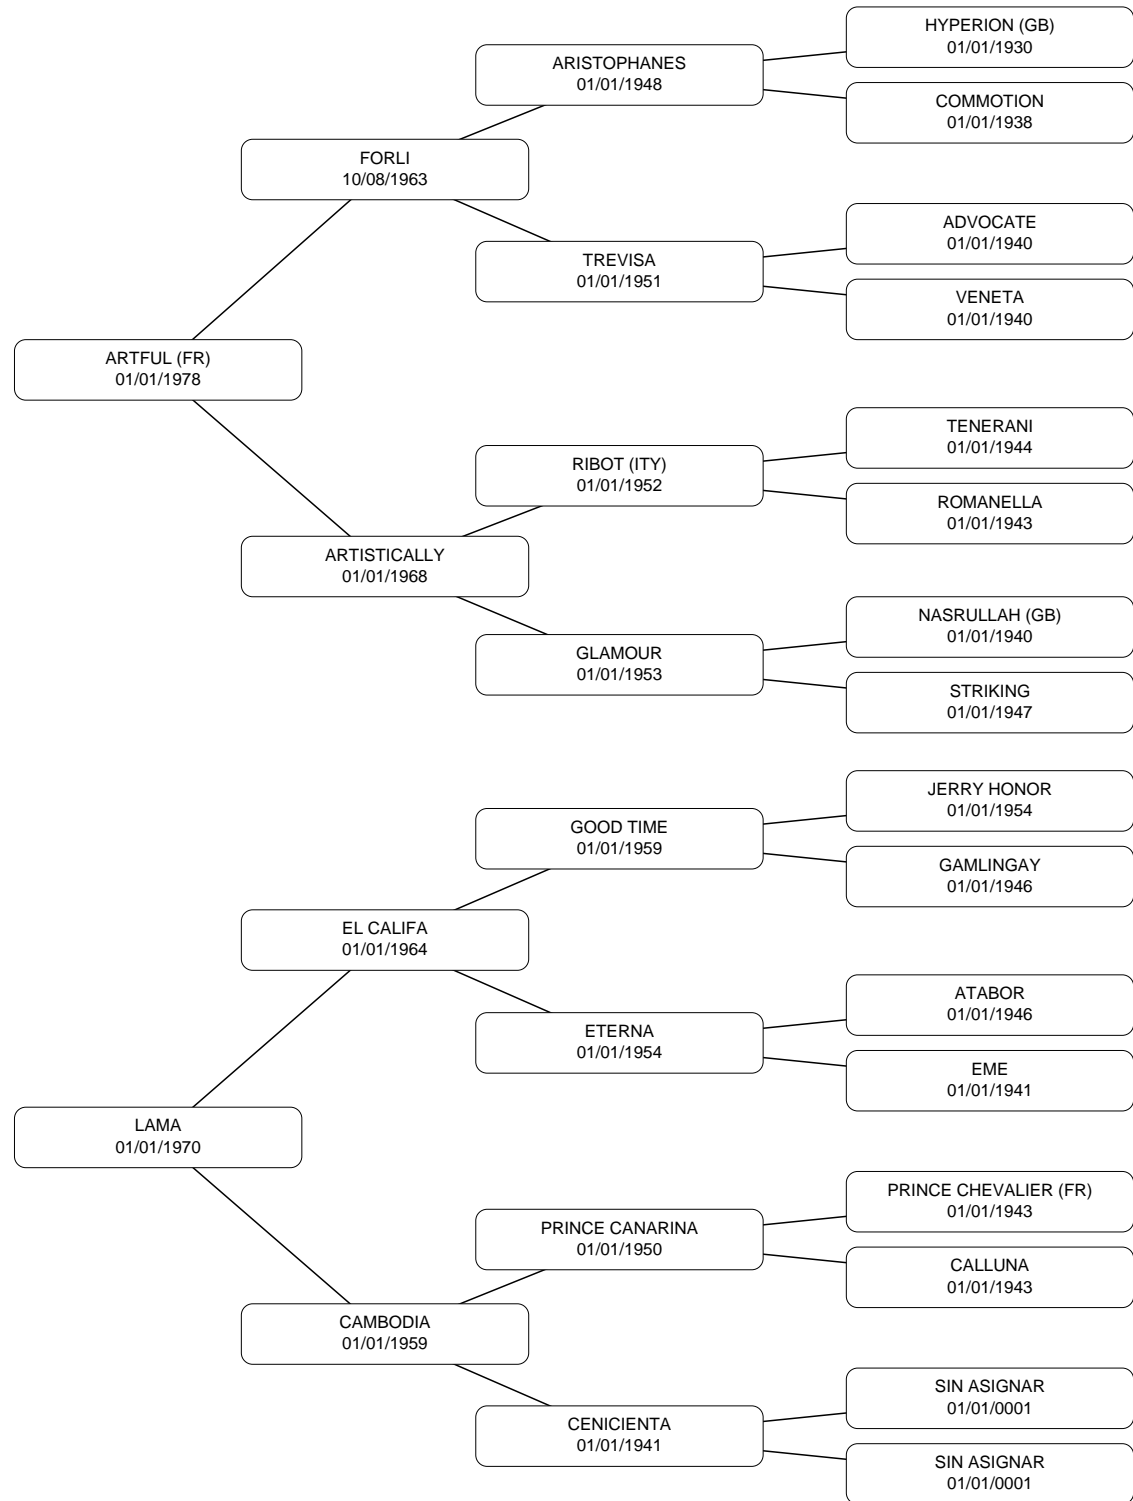 HYPERION (GB)
01/01/1930
ARISTOPHANES
01/01/1948
COMMOTION
01/01/1938
FORLI
10/08/1963
ADVOCATE
01/01/1940
TREVISA
01/01/1951
VENETA
01/01/1940
ARTFUL (FR)
01/01/1978
TENERANI
01/01/1944
RIBOT (ITY)
01/01/1952
ROMANELLA
01/01/1943
ARTISTICALLY
01/01/1968
NASRULLAH (GB)
01/01/1940
GLAMOUR
01/01/1953
STRIKING
01/01/1947
JERRY HONOR
01/01/1954
GOOD TIME
01/01/1959
GAMLINGAY
01/01/1946
EL CALIFA
01/01/1964
ATABOR
01/01/1946
ETERNA
01/01/1954
EME
01/01/1941
LAMA
01/01/1970
PRINCE CHEVALIER (FR)
01/01/1943
PRINCE CANARINA
01/01/1950
CALLUNA
01/01/1943
CAMBODIA
01/01/1959
SIN ASIGNAR
01/01/0001
CENICIENTA
01/01/1941
SIN ASIGNAR
01/01/0001